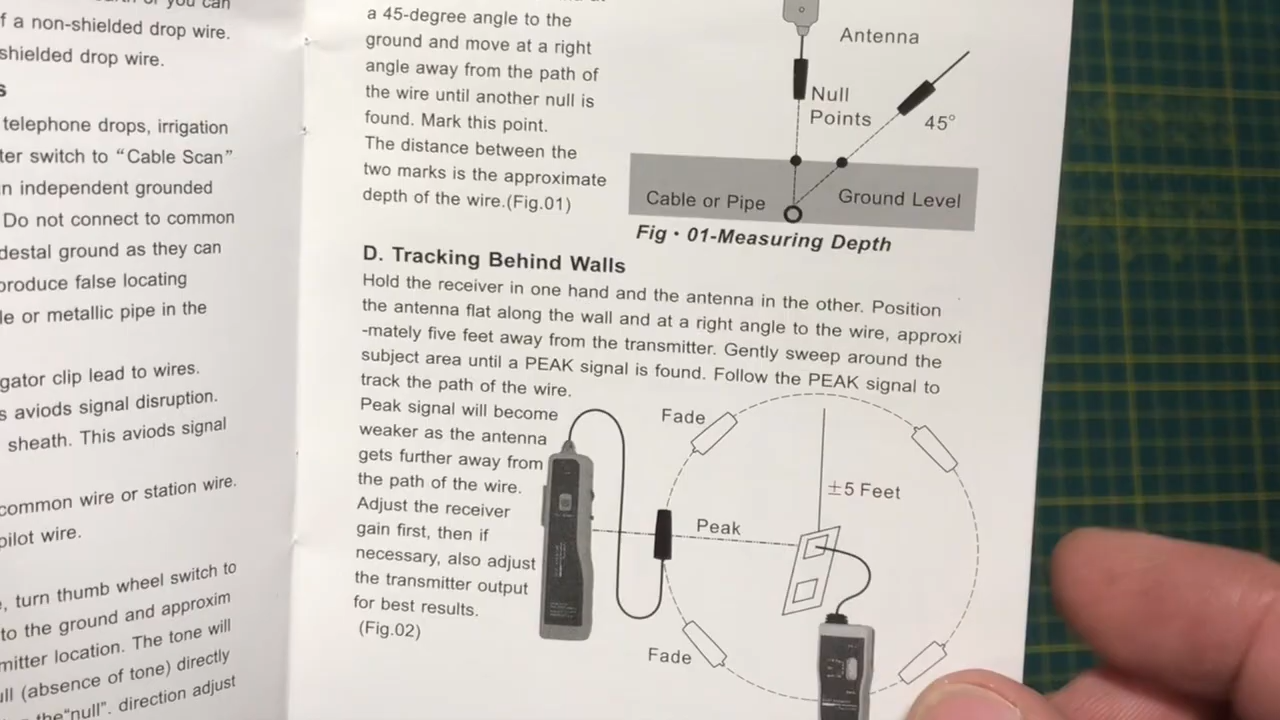 you can
f a non-shielded drop wire.
shielded drop wire.
s
telephone drops, irrigation
ter switch to “Cable Scan”
n independent grounded
Do not connect to common
destal ground as they can
produce false locating
le or metallic pipe in the
gator clip lead to wires.
s aviods signal disruption.
sheath. This aviods signal
common wire or station wire.
pilot wire.
, turn thumb wheel switch to
to the ground and approxim
mitter location. The tone will
ull (absence of tone) directly
the“null”. direction adjust
a 45-degree angle to the
ground and move at a right
angle away from the path of
the wire until another null is
found. Mark this point.
The distance between the
two marks is the approximate
depth of the wire.(Fig.01)
Antenna
Null
Points
45°
Cable or Pipe
Ground Level
Fig・01-Measuring Depth
D. Tracking Behind Walls
Hold the receiver in one hand and the antenna in the other. Position
the antenna flat along the wall and at a right angle to the wire, approxi
-mately five feet away from the transmitter. Gently sweep around the
subject area until a PEAK signal is found. Follow the PEAK signal to
track the path of the wire.
Peak signal will become
weaker as the antenna
gets further away from
the path of the wire.
Adjust the receiver
gain first, then if
necessary, also adjust
the transmitter output
for best results.
(Fig.02)
Fade
±5 Feet
Peak
Fade